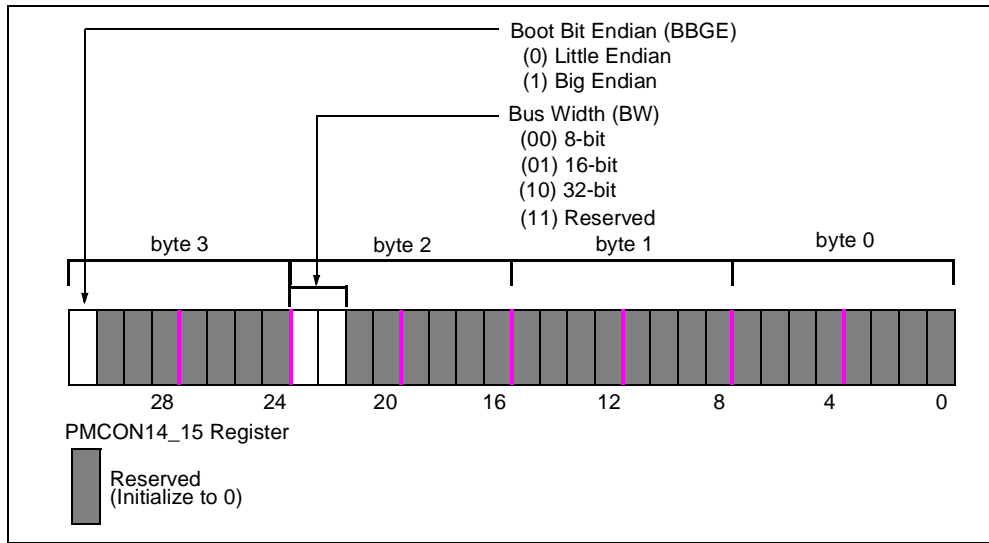 Boot Bit Endian (BBGE)
(0) Little Endian
(1) Big Endian
Bus Width (BW)
(00) 8-bit
(01) 16-bit
(10) 32-bit
(11) Reserved
byte 3 byte 2 byte 1 byte 0
28 24 20 16 12 8 4 0
PMCON14_15 Register
Reserved
(Initialize to 0)